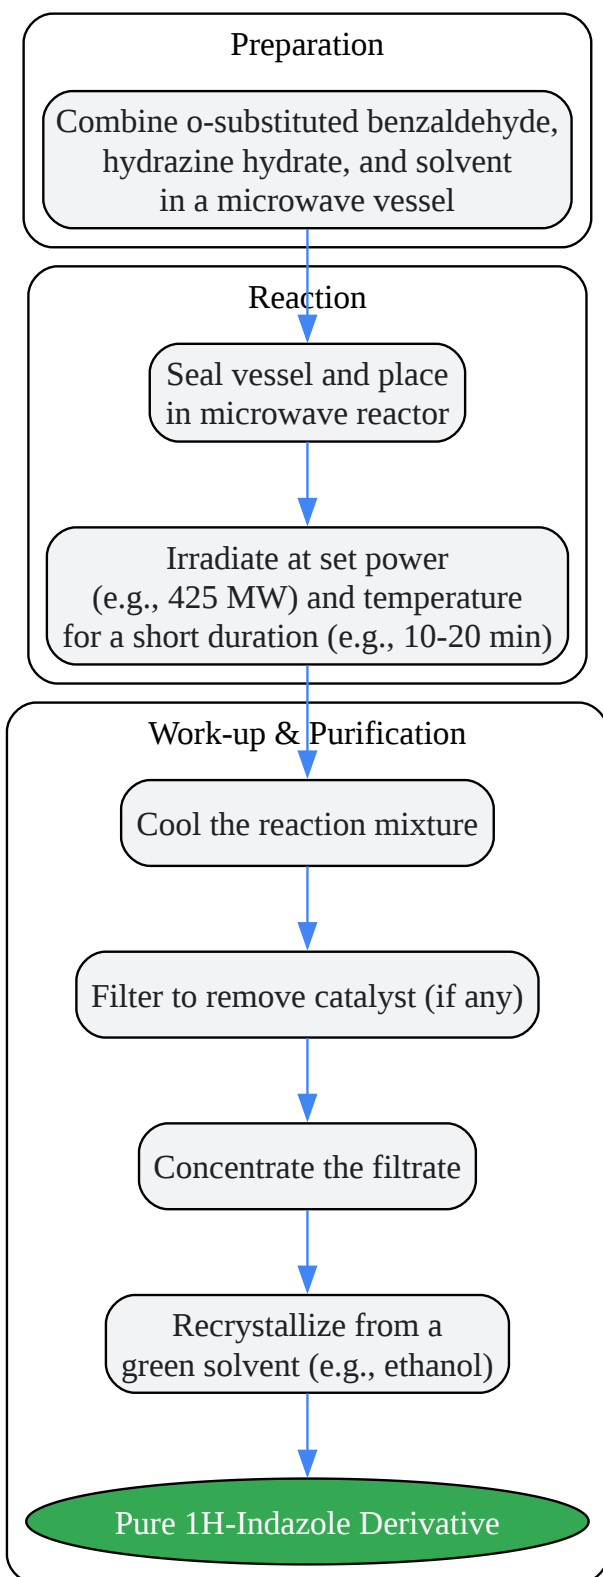 Preparation
Combine o-substituted benzaldehyde,
hydrazine hydrate, and solvent
in a microwave vessel
Reaction
Seal vessel and place
in microwave reactor
Irradiate at set power
(e.g., 425 MW) and temperature
for a short duration (e.g., 10-20 min)
Work-up & Purification
Cool the reaction mixture
Filter to remove catalyst (if any)
Concentrate the filtrate
Recrystallize from a
green solvent (e.g., ethanol)
Pure 1H-Indazole Derivative